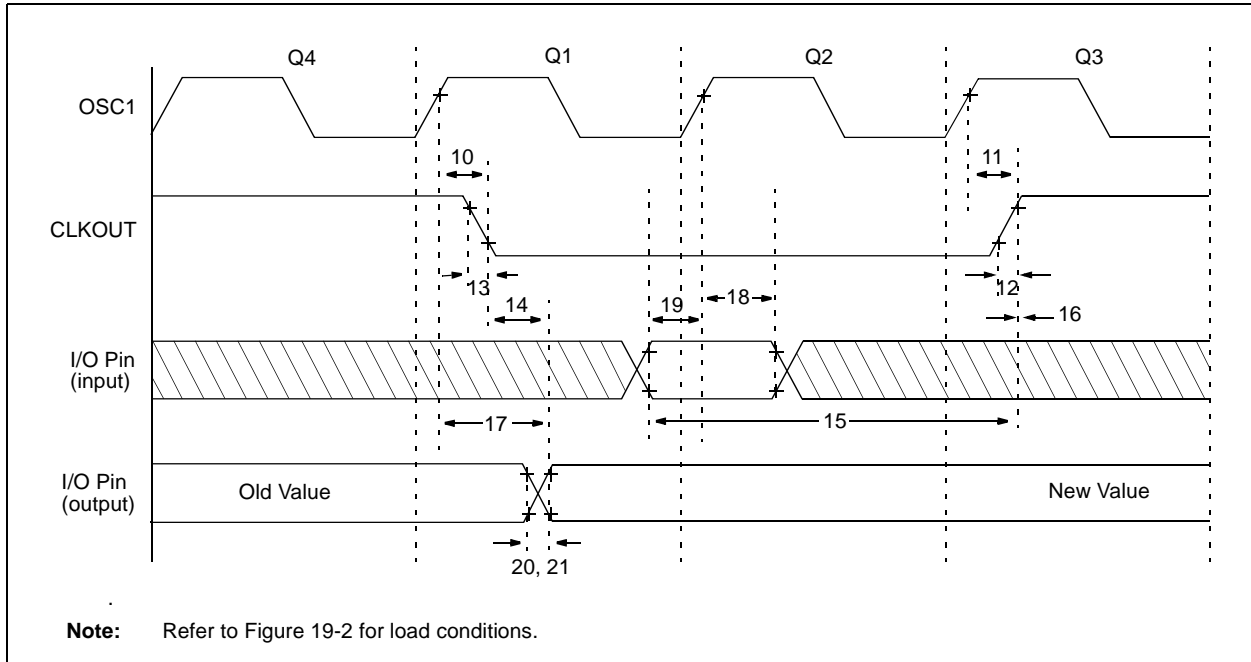 Q4 Q1 Q2 Q3
OSC1
10 11
CLKOUT
13 12
14 19 18 16
I/O Pin
(input)
17 15
I/O Pin
(output)
Old Value New Value
20, 21
.
Note: Refer to Figure 19-2 for load conditions.